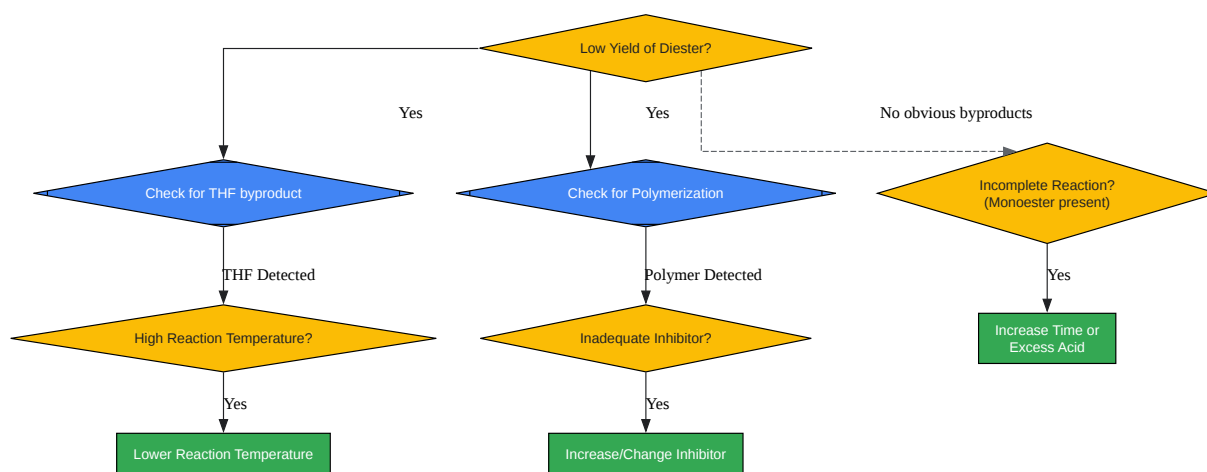 Low Yield of Diester?
Yes
Yes
No obvious byproducts
Check for THF byproduct
Check for Polymerization
Incomplete Reaction?
(Monoester present)
THF Detected
Polymer Detected
Yes
High Reaction Temperature?
Inadequate Inhibitor?
Increase Time or
Excess Acid
Yes
Yes
Lower Reaction Temperature
Increase/Change Inhibitor